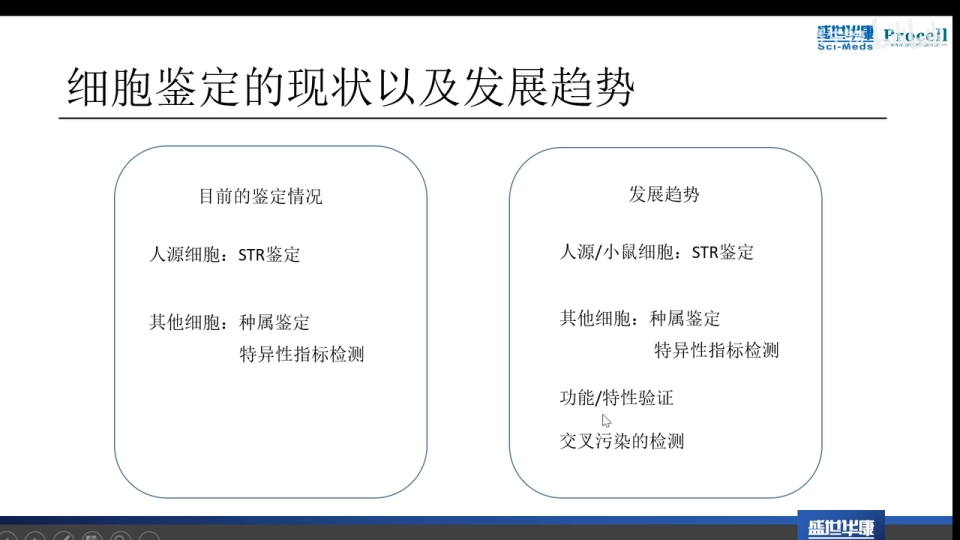 盛世华康
Sci-Meds
Procell
细胞鉴定的现状以及发展趋势
目前的鉴定情况
人源细胞：STR鉴定
其他细胞：种属鉴定
特异性指标检测
发展趋势
人源/小鼠细胞：STR鉴定
其他细胞：种属鉴定
特异性指标检测
功能/特性验证
交叉污染的检测
盛世华康